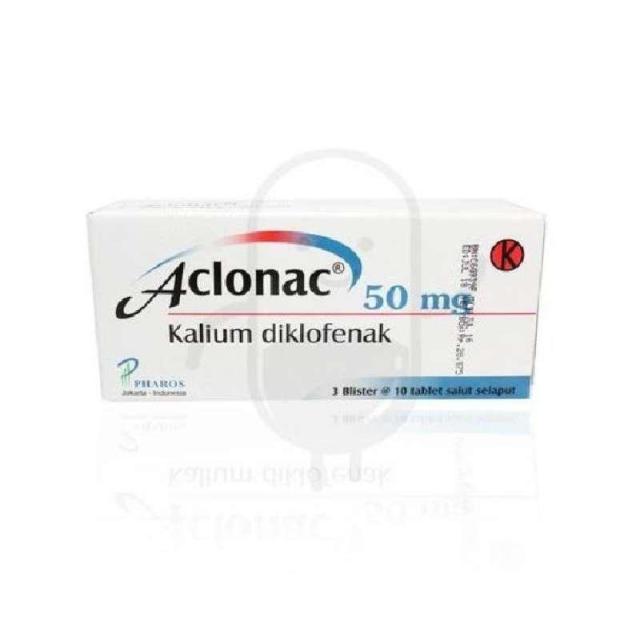 Aclonac® 50 mg
Kalium diklofenak
PHAROS
Jakarta - Indonesia
3 Blister @ 10 tablet salut selaput
K